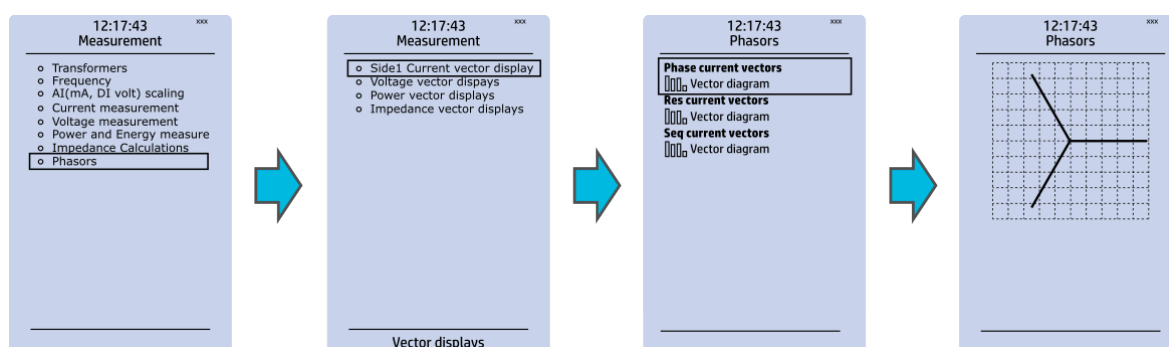 12:17:43 xxx
Measurement
Transformers
Frequency
AI(mA, DI volt) scaling
Current measurement
Voltage measurement
Power and Energy measure
Impedance Calculations
Phasors
12:17:43 xxx
Measurement
Side1 Current vector display
Voltage vector dispays
Power vector displays
Impedance vector displays
Vector displays
12:17:43 xxx
Phasors
Phase current vectors
Vector diagram
Res current vectors
Vector diagram
Seq current vectors
Vector diagram
12:17:43 xxx
Phasors